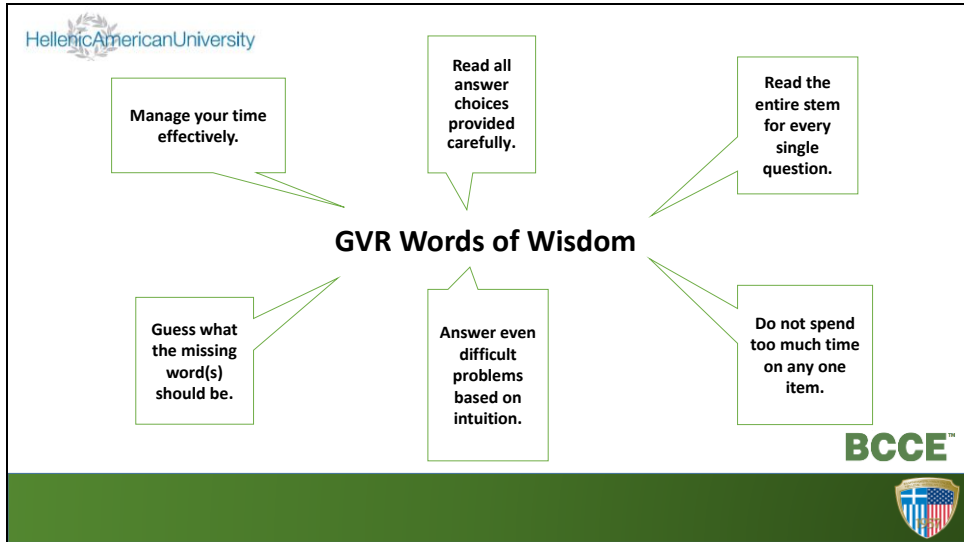 HellenicAmericanUniversity
Manage your time
effectively.
Read all
answer
choices
provided
carefully.
Read the
entire stem
for every
single
question.
GVR Words of Wisdom
Guess what
the missing
word(s)
should be.
Answer even
difficult
problems
based on
intuition.
Do not spend
too much time
on any one
item.
BCCE™
1957